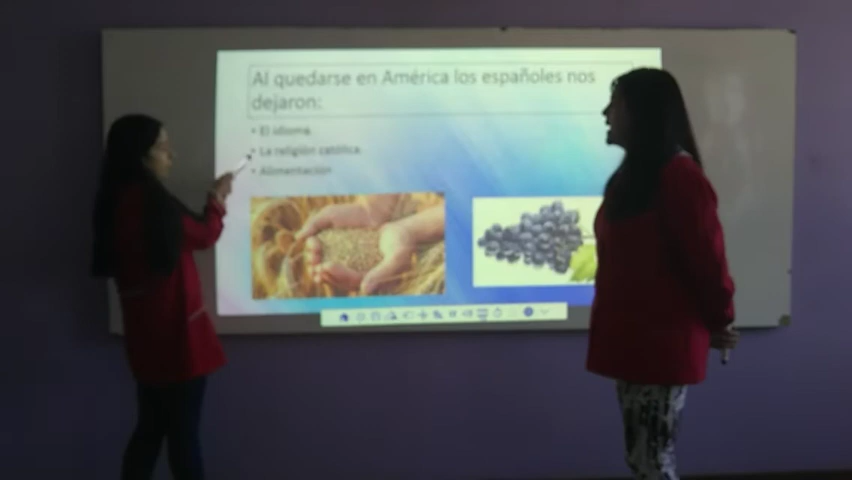 Al quedarse en América los españoles nos
dejaron:
• El idioma
• La religión católica.
• Alimentación